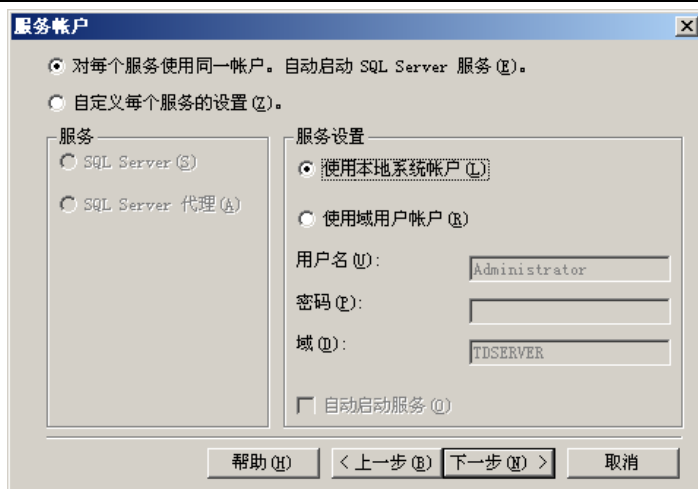 服务帐户
对每个服务使用同一帐户。自动启动 SQL Server 服务(E)。
自定义每个服务的设置(Z)。
服务
SQL Server(S)
SQL Server 代理(A)
服务设置
使用本地系统帐户(L)
使用域用户帐户(R)
用户名(U): Administrator
密码(P):
域(D): TDSERVER
自动启动服务(O)
帮助(H) < 上一步(B) 下一步(N) > 取消